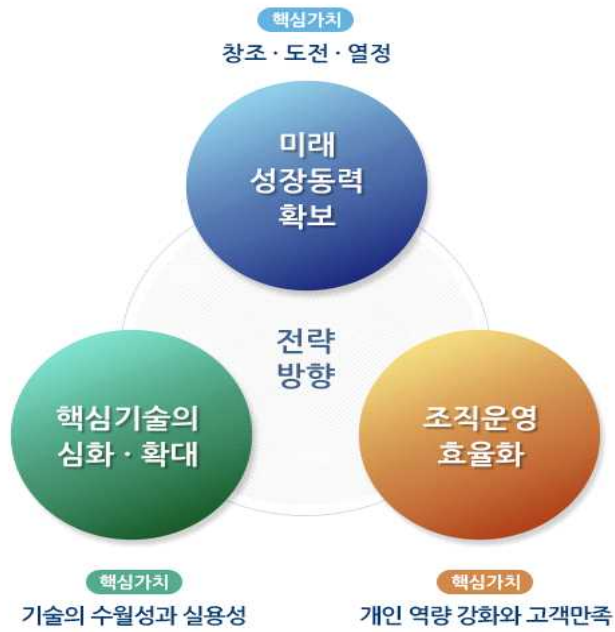 핵심가치
창조 · 도전 · 열정
미래
성장동력
확보
전략
방향
핵심기술의
심화 · 확대
조직운영
효율화
핵심가치
기술의 수월성과 실용성
핵심가치
개인 역량 강화와 고객만족